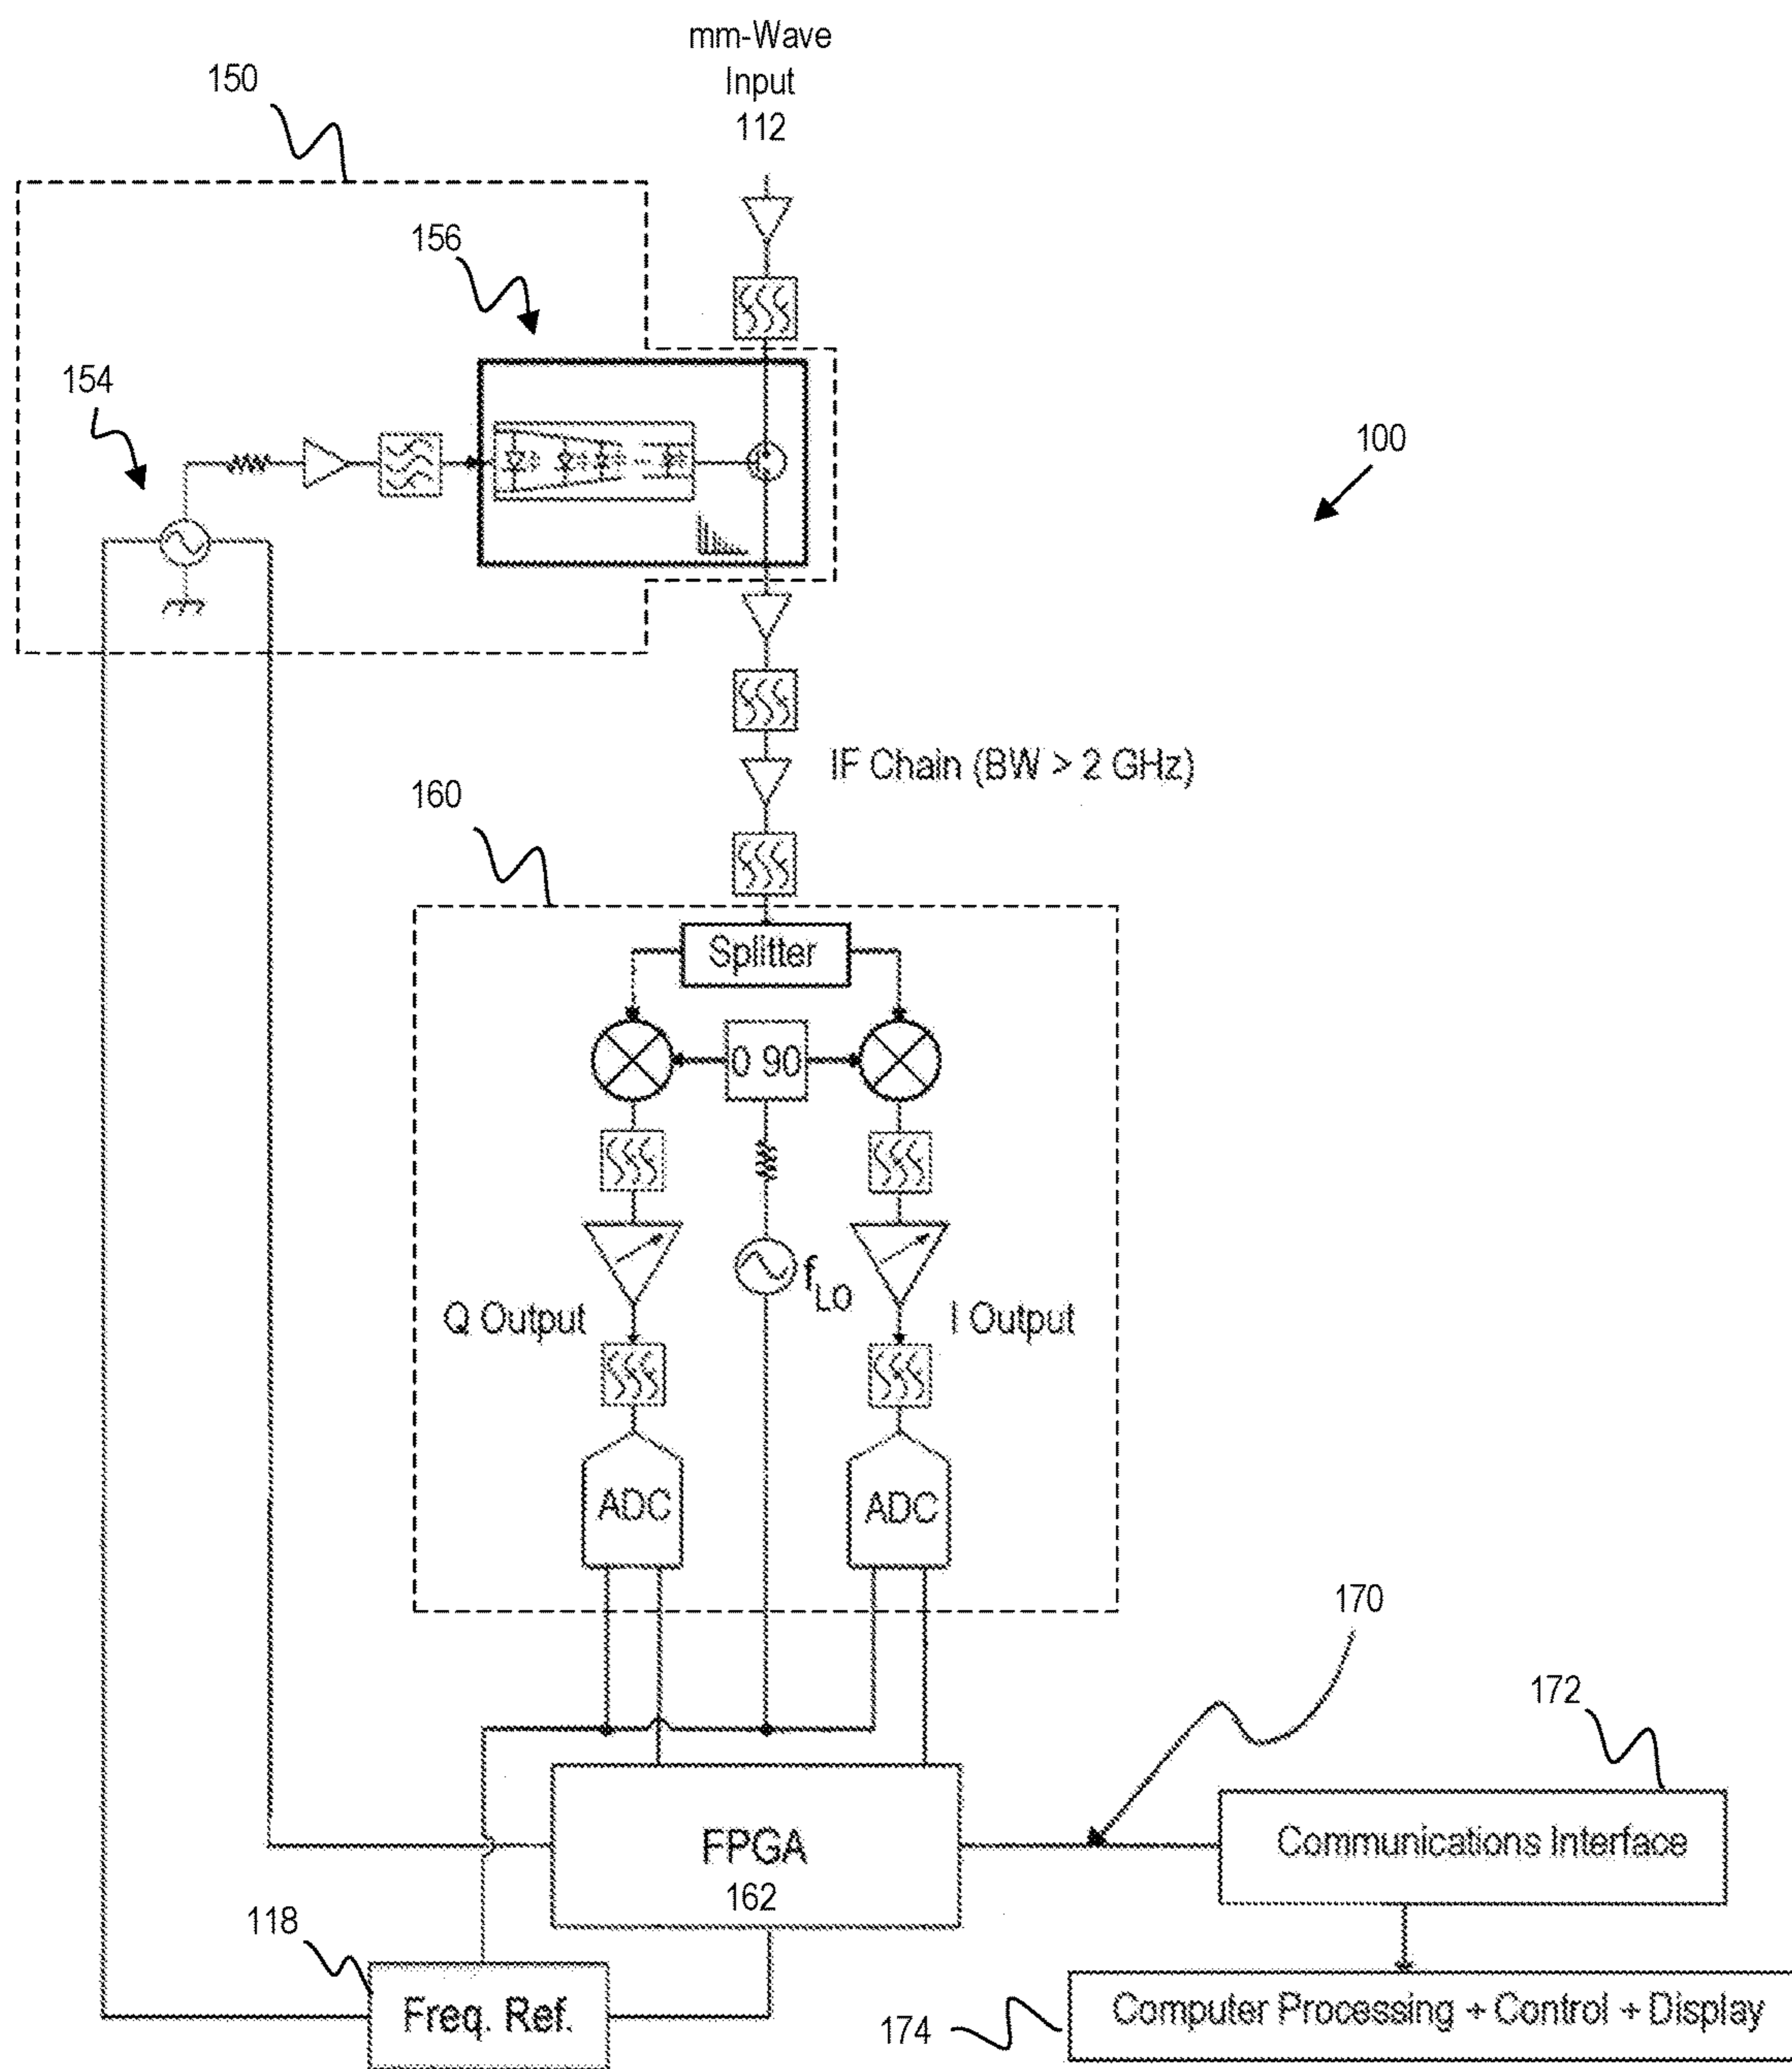 mm-Wave
Input
112
150
156
154
100
IF Chain (BW > 2 GHz)
160
Splitter
0 90
fLO
Q Output
I Output
ADC
ADC
170
172
FPGA
162
Communications Interface
118
Freq. Ref.
174
Computer Processing + Control + Display